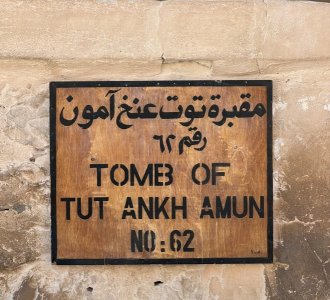 مقبرة توت عنخ آمون
رقم ٦٢
TOMB OF
TUT ANKH AMUN
NO: 62